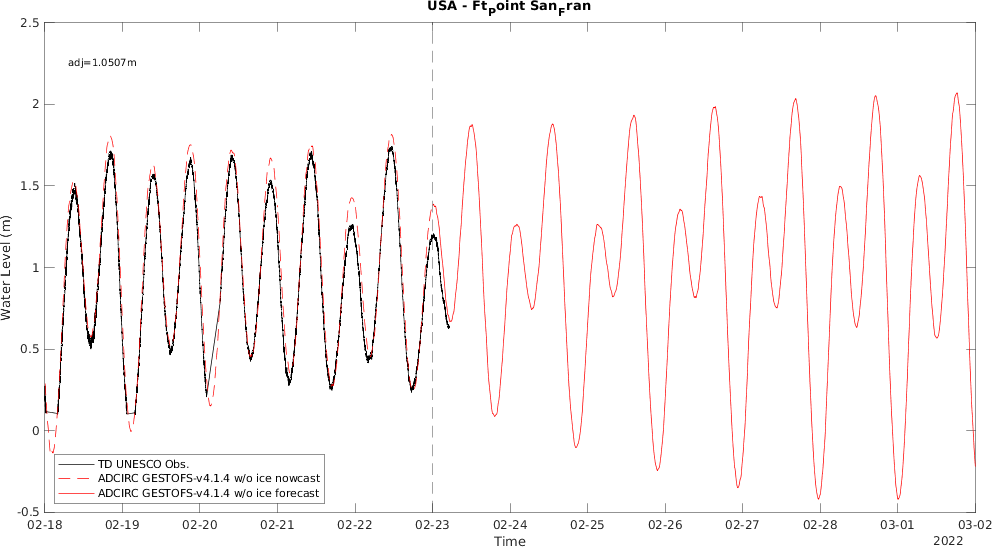 USA - Ft_Point San_Fran
adj=1.0507m
2.5
2
1.5
1
0.5
0
-0.5
Water Level (m)
TD UNESCO Obs.
ADCIRC GESTOFS-v4.1.4 w/o ice nowcast
ADCIRC GESTOFS-v4.1.4 w/o ice forecast
02-18 02-19 02-20 02-21 02-22 02-23 02-24 02-25 02-26 02-27 02-28 03-01 03-02
Time
2022